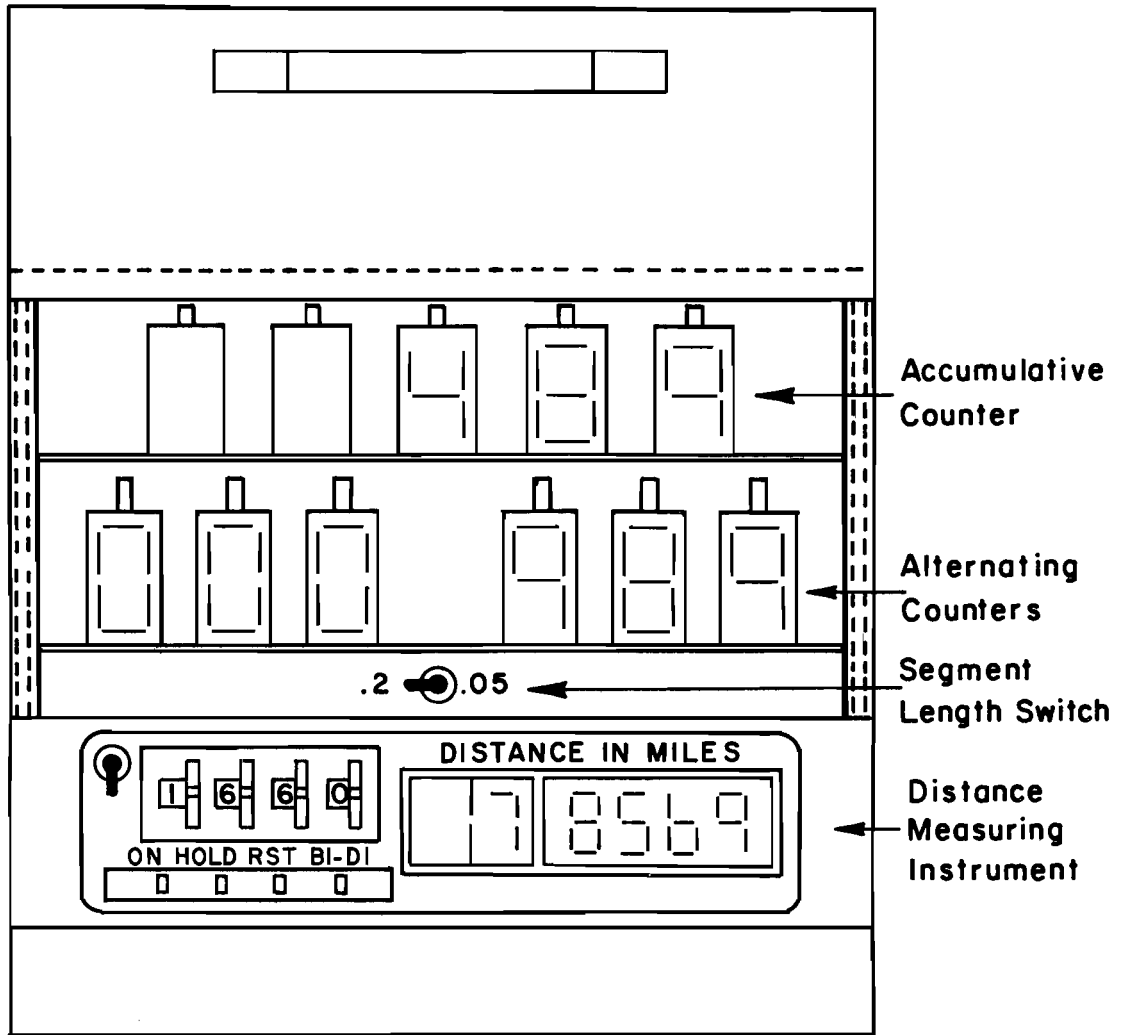 4 8 9
Accumulative
Counter
0 0 0 9 8 9
Alternating
Counters
.2 .05
Segment
Length Switch
DISTANCE IN MILES
1 6 6 0
17 8569
ON HOLD RST BI-DI
Distance
Measuring
Instrument